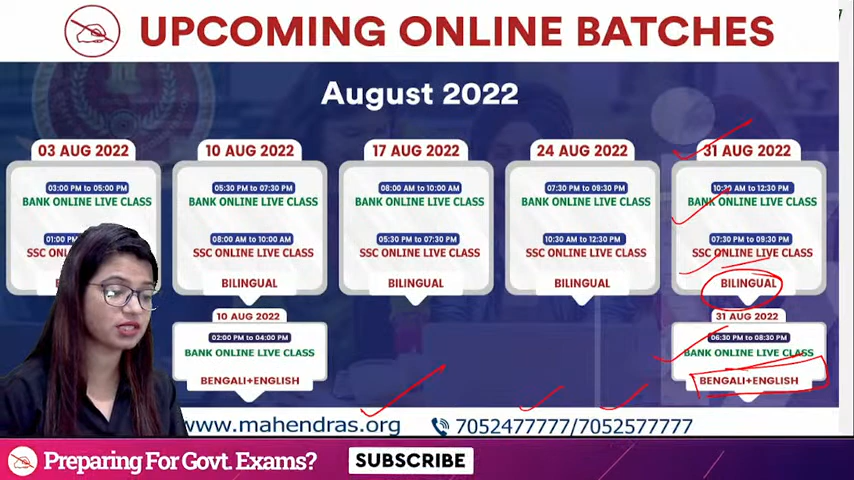 UPCOMING ONLINE BATCHES
August 2022
03 AUG 2022
03:00 PM to 05:00 PM
BANK ONLINE LIVE CLASS
01:00
SSC
10 AUG 2022
05:30 PM to 07:30 PM
BANK ONLINE LIVE CLASS
08:00 AM to 10:00 AM
SSC ONLINE LIVE CLASS
BILINGUAL
10 AUG 2022
02:00 PM to 04:00 PM
BANK ONLINE LIVE CLASS
BENGALI+ENGLISH
17 AUG 2022
08:00 AM to 10:00 AM
BANK ONLINE LIVE CLASS
05:30 PM to 07:30 PM
SSC ONLINE LIVE CLASS
BILINGUAL
24 AUG 2022
07:30 PM to 09:30 PM
BANK ONLINE LIVE CLASS
10:30 AM to 12:30 PM
SSC ONLINE LIVE CLASS
BILINGUAL
31 AUG 2022
10:30 AM to 12:30 PM
BANK ONLINE LIVE CLASS
07:30 PM to 09:30 PM
SSC ONLINE LIVE CLASS
BILINGUAL
31 AUG 2022
06:30 PM to 08:30 PM
BANK ONLINE LIVE CLASS
BENGALI+ENGLISH
www.mahendras.org 7052477777/7052577777
Preparing For Govt. Exams? SUBSCRIBE